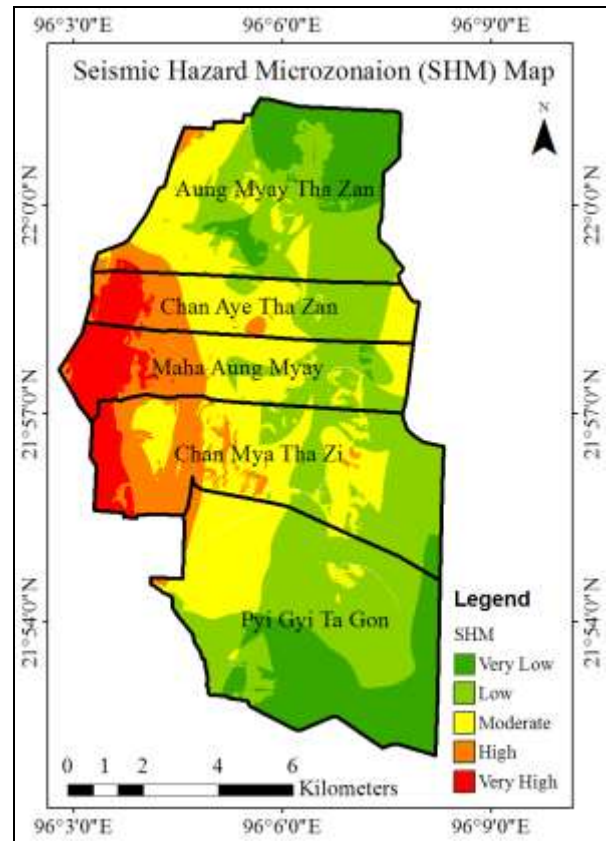 96°3'0"E 96°6'0"E 96°9'0"E
Seismic Hazard Microzonaion (SHM) Map
N
22°0'0"N
22°0'0"N
Aung Myay Tha Zan
Chan Aye Tha Zan
Maha Aung Myay
21°57'0"N
21°57'0"N
Chan Mya Tha Zi
Pyi Gyi Ta Gon
21°54'0"N
21°54'0"N
Legend
SHM
Very Low
Low
Moderate
High
Very High
0 1 2 4 6
Kilometers
96°3'0"E 96°6'0"E 96°9'0"E